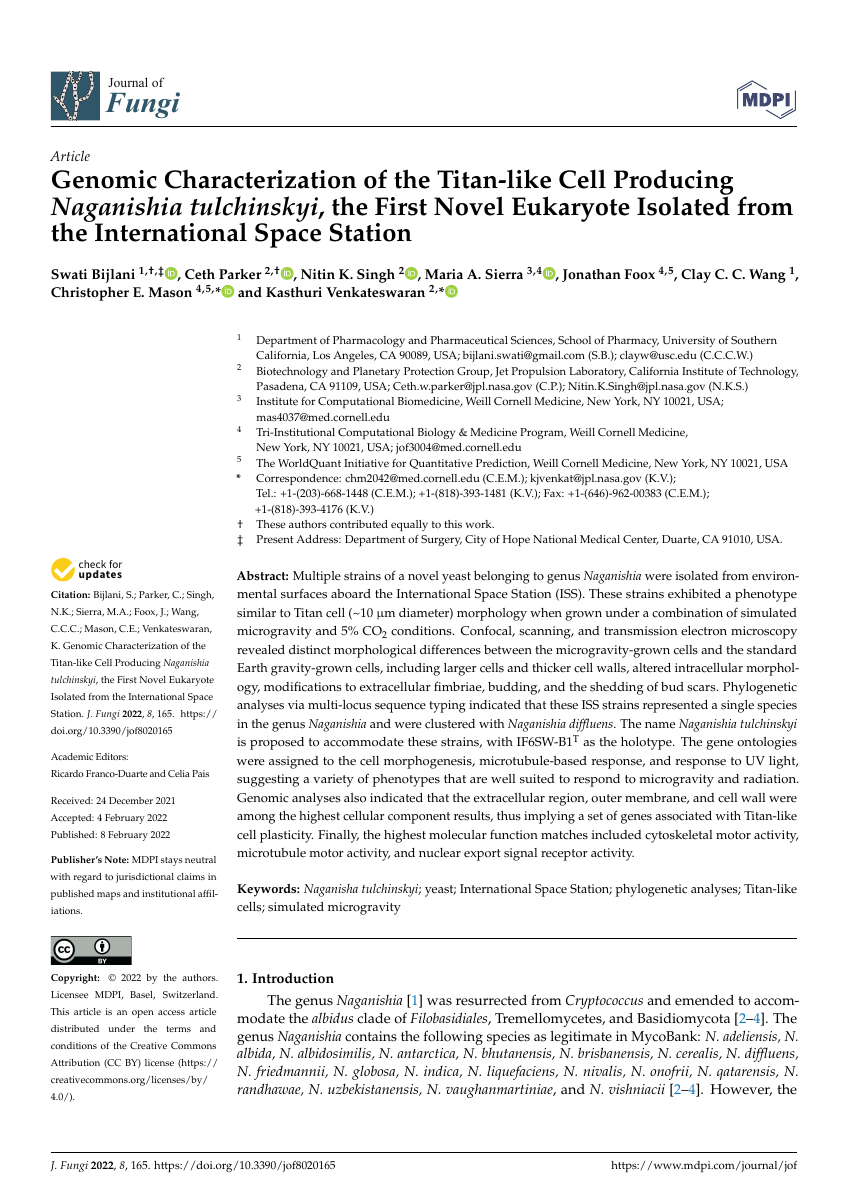 Journal of
Fungi
MDPI
Article
Genomic Characterization of the Titan-like Cell Producing
Naganishia tulchinskyi, the First Novel Eukaryote Isolated from
the International Space Station
Swati Bijlani 1,†,‡ iD, Ceth Parker 2,† iD, Nitin K. Singh 2 iD, Maria A. Sierra 3,4 iD, Jonathan Foox 4,5, Clay C. C. Wang 1,
Christopher E. Mason 4,5,* iD and Kasthuri Venkateswaran 2,* iD
1 Department of Pharmacology and Pharmaceutical Sciences, School of Pharmacy, University of Southern
California, Los Angeles, CA 90089, USA; bijlani.swati@gmail.com (S.B.); clayw@usc.edu (C.C.C.W.)
2 Biotechnology and Planetary Protection Group, Jet Propulsion Laboratory, California Institute of Technology,
Pasadena, CA 91109, USA; Ceth.w.parker@jpl.nasa.gov (C.P.); Nitin.K.Singh@jpl.nasa.gov (N.K.S.)
3 Institute for Computational Biomedicine, Weill Cornell Medicine, New York, NY 10021, USA;
mas4037@med.cornell.edu
4 Tri-Institutional Computational Biology & Medicine Program, Weill Cornell Medicine,
New York, NY 10021, USA; jof3004@med.cornell.edu
5 The WorldQuant Initiative for Quantitative Prediction, Weill Cornell Medicine, New York, NY 10021, USA
* Correspondence: chm2042@med.cornell.edu (C.E.M.); kjvenkat@jpl.nasa.gov (K.V.);
Tel.: +1-(203)-668-1448 (C.E.M.); +1-(818)-393-1481 (K.V.); Fax: +1-(646)-962-00383 (C.E.M.);
+1-(818)-393-4176 (K.V.)
† These authors contributed equally to this work.
‡ Present Address: Department of Surgery, City of Hope National Medical Center, Duarte, CA 91010, USA.
check for
updates
Citation: Bijlani, S.; Parker, C.; Singh,
N.K.; Sierra, M.A.; Foox, J.; Wang,
C.C.C.; Mason, C.E.; Venkateswaran,
K. Genomic Characterization of the
Titan-like Cell Producing Naganishia
tulchinskyi, the First Novel Eukaryote
Isolated from the International Space
Station. J. Fungi 2022, 8, 165. https://
doi.org/10.3390/jof8020165
Academic Editors:
Ricardo Franco-Duarte and Celia Pais
Received: 24 December 2021
Accepted: 4 February 2022
Published: 8 February 2022
Publisher's Note: MDPI stays neutral
with regard to jurisdictional claims in
published maps and institutional affil-
iations.
cc BY
Copyright: © 2022 by the authors.
Licensee MDPI, Basel, Switzerland.
This article is an open access article
distributed under the terms and
conditions of the Creative Commons
Attribution (CC BY) license (https://
creativecommons.org/licenses/by/
4.0/).
Abstract: Multiple strains of a novel yeast belonging to genus Naganishia were isolated from environ-
mental surfaces aboard the International Space Station (ISS). These strains exhibited a phenotype
similar to Titan cell (~10 µm diameter) morphology when grown under a combination of simulated
microgravity and 5% CO2 conditions. Confocal, scanning, and transmission electron microscopy
revealed distinct morphological differences between the microgravity-grown cells and the standard
Earth gravity-grown cells, including larger cells and thicker cell walls, altered intracellular morphol-
ogy, modifications to extracellular fimbriae, budding, and the shedding of bud scars. Phylogenetic
analyses via multi-locus sequence typing indicated that these ISS strains represented a single species
in the genus Naganishia and were clustered with Naganishia diffluens. The name Naganishia tulchinskyi
is proposed to accommodate these strains, with IF6SW-B1T as the holotype. The gene ontologies
were assigned to the cell morphogenesis, microtubule-based response, and response to UV light,
suggesting a variety of phenotypes that are well suited to respond to microgravity and radiation.
Genomic analyses also indicated that the extracellular region, outer membrane, and cell wall were
among the highest cellular component results, thus implying a set of genes associated with Titan-like
cell plasticity. Finally, the highest molecular function matches included cytoskeletal motor activity,
microtubule motor activity, and nuclear export signal receptor activity.
Keywords: Naganisha tulchinskyi; yeast; International Space Station; phylogenetic analyses; Titan-like
cells; simulated microgravity
1. Introduction
The genus Naganishia [1] was resurrected from Cryptococcus and emended to accom-
modate the albidus clade of Filobasidiales, Tremellomycetes, and Basidiomycota [2–4]. The
genus Naganishia contains the following species as legitimate in MycoBank: N. adeliensis, N.
albida, N. albidosimilis, N. antarctica, N. bhutanensis, N. brisbanensis, N. cerealis, N. diffluens,
N. friedmannii, N. globosa, N. indica, N. liquefaciens, N. nivalis, N. onofrii, N. qatarensis, N.
randhawae, N. uzbekistanensis, N. vaughanmartiniae, and N. vishniacii [2–4]. However, the
J. Fungi 2022, 8, 165. https://doi.org/10.3390/jof8020165
https://www.mdpi.com/journal/jof